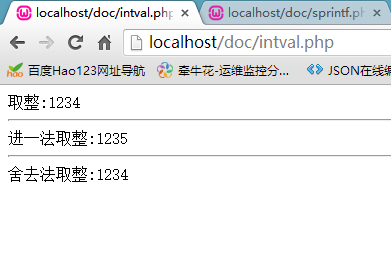 localhost/doc/intval.php
localhost/doc/sprintf.ph
localhost/doc/intval.php
百度Hao123网址导航
牵牛花-运维监控分...
JSON在线编
取整:1234
进一法取整:1235
舍去法取整:1234